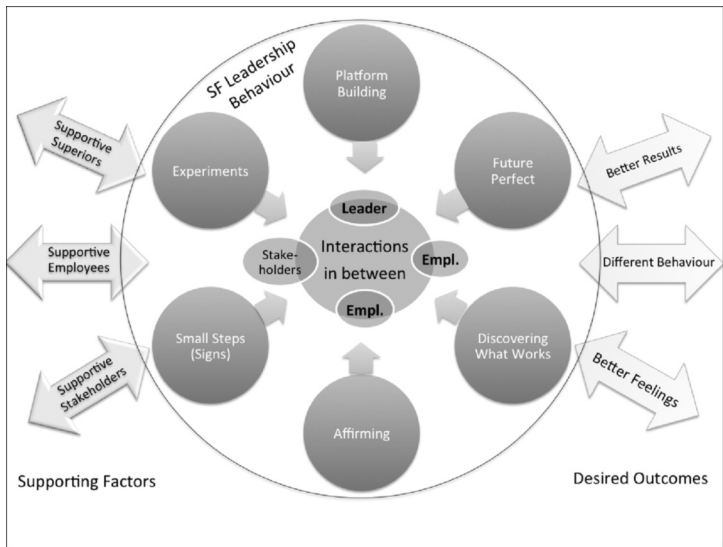 SF Leadership
Behaviour
Platform
Building
Supportive
Superiors
Experiments
Future
Perfect
Better Results
Leader
Supportive
Employees
Stake-
holders
Interactions
in between
Empl.
Different Behaviour
Empl.
Supportive
Stakeholders
Small Steps
(Signs)
Discovering
What Works
Better Feelings
Affirming
Supporting Factors
Desired Outcomes